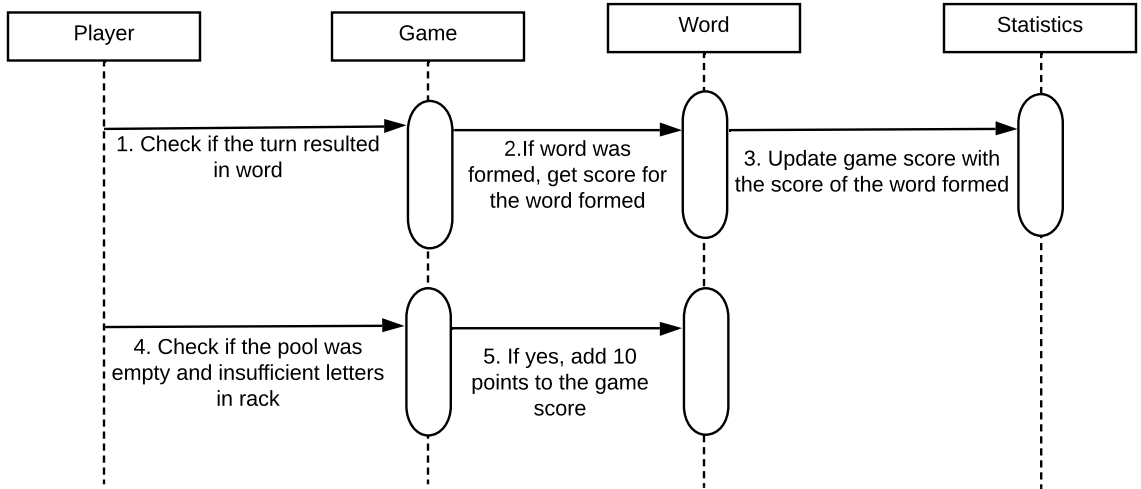 Player
Game
Word
Statistics
1. Check if the turn resulted
in word
2.If word was
formed, get score for
the word formed
3. Update game score with
the score of the word formed
4. Check if the pool was
empty and insufficient letters
in rack
5. If yes, add 10
points to the game
score